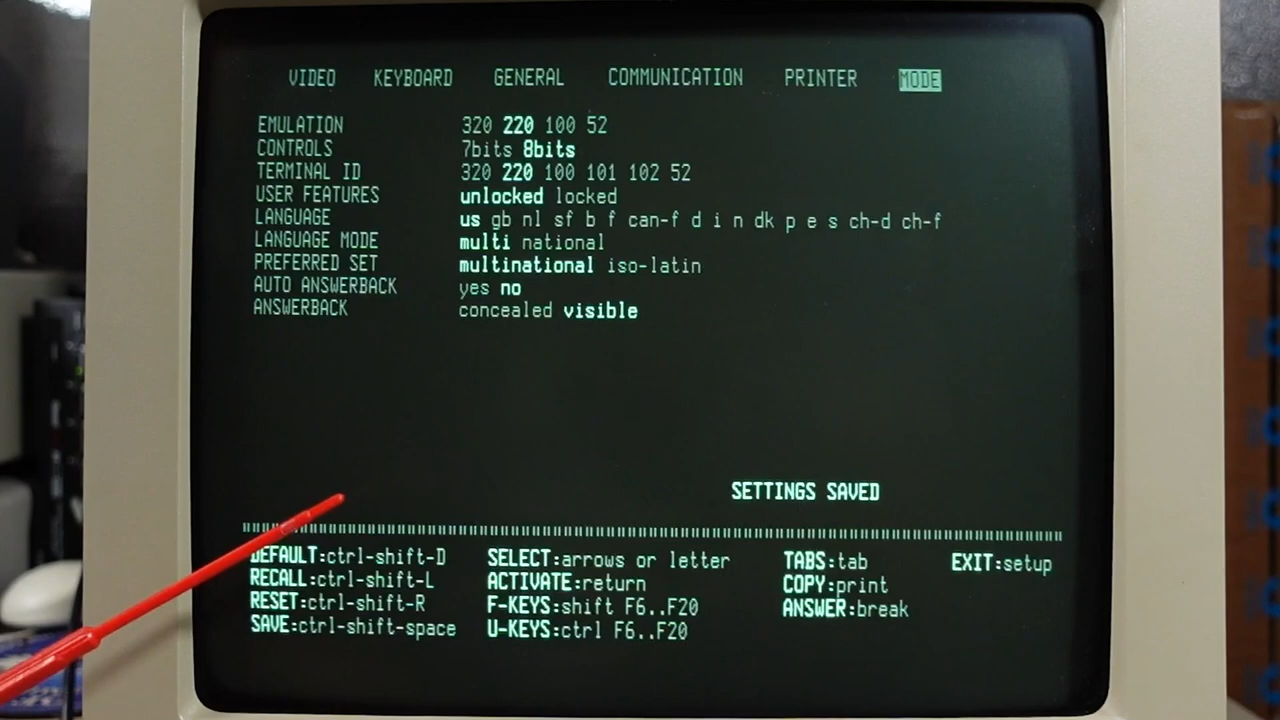 VIDEO KEYBOARD GENERAL COMMUNICATION PRINTER MODE
EMULATION 320 220 100 52
CONTROLS 7bits 8bits
TERMINAL ID 320 220 100 101 102 52
USER FEATURES unlocked locked
LANGUAGE us gb nl sf b f can-f d i n dk p e s ch-d ch-f
LANGUAGE MODE multi national
PREFERRED SET multinational iso-latin
AUTO ANSWERBACK yes no
ANSWERBACK concealed visible
SETTINGS SAVED
DEFAULT:ctrl-shift-D SELECT:arrows or letter TABS:tab EXIT:setup
RECALL:ctrl-shift-L ACTIVATE:return COPY:print
RESET:ctrl-shift-R F-KEYS:shift F6..F20 ANSWER:break
SAVE:ctrl-shift-space U-KEYS:ctrl F6..F20